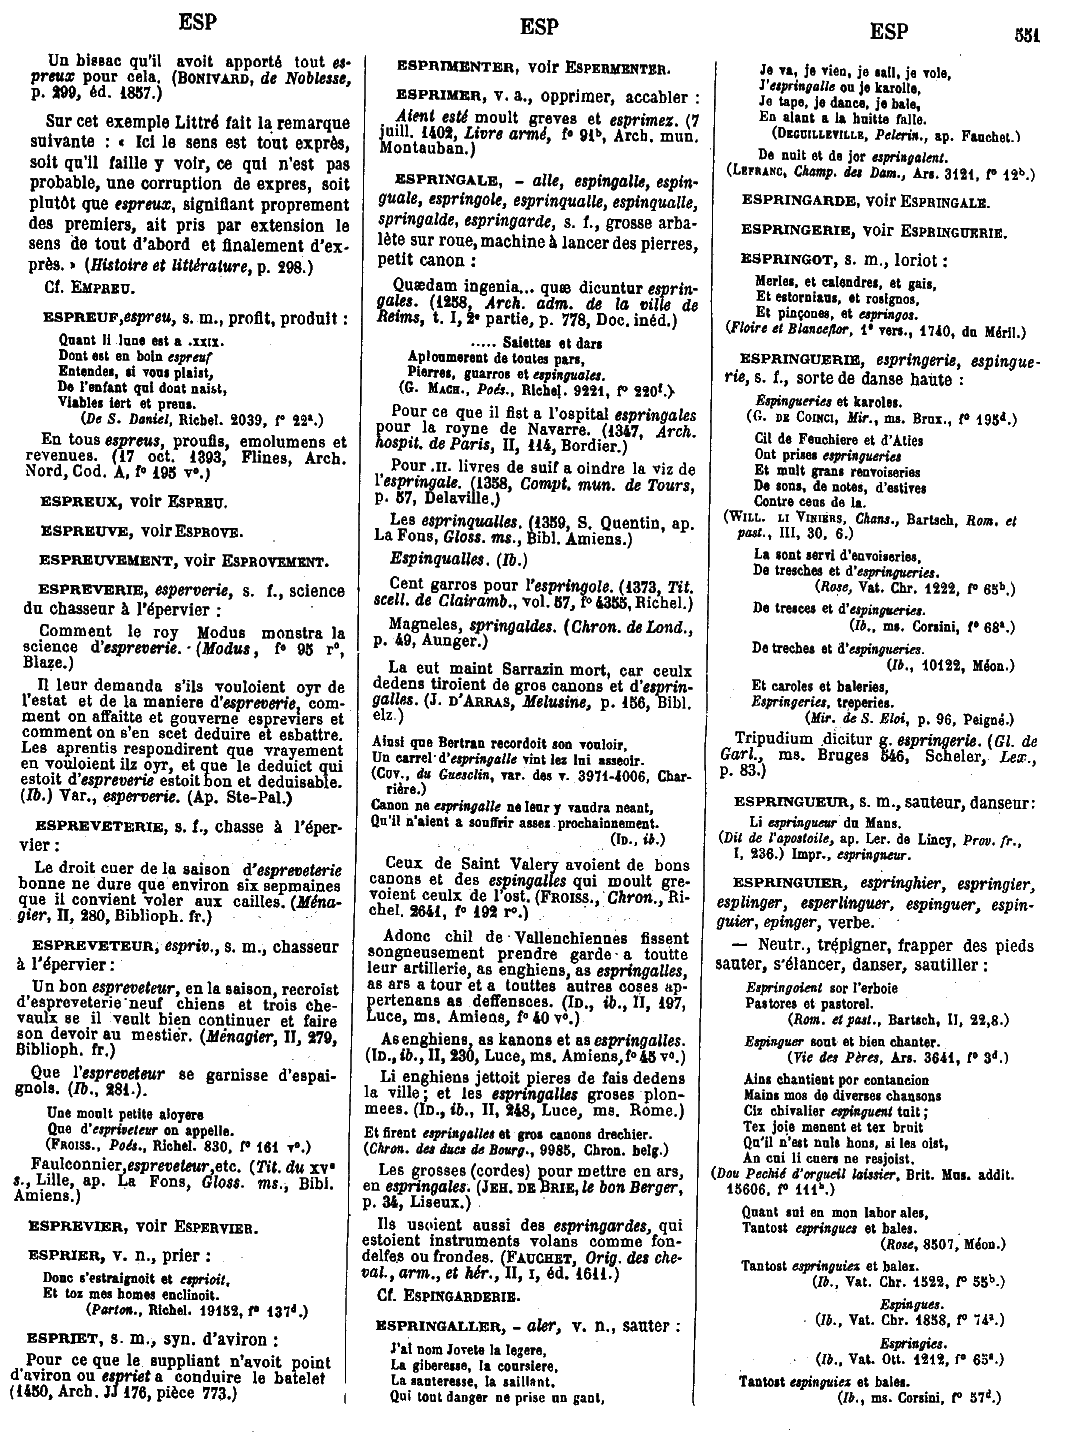 ESP
ESP
ESP
551
Un bissac qu'il avoit apporté tout es-
preux pour cela. (BONIVARD, de Noblesse,
p. 299, éd. 1857.)
Sur cet exemple Littré fait la remarque
suivante : « Ici le sens est tout exprès,
soit qu'il faille y voir, ce qui n'est pas
probable, une corruption de expres, soit
plutôt que espreux, signifiant proprement
des premiers, ait pris par extension le
sens de tout d'abord et finalement d'ex-
près. » (Histoire et littérature, p. 298.)
Cf. EMPREU.
ESPREUF, espreu, s. m., profit, produit :
Quant li lune est a .XXIX.
Dont est en boin espreuf
Entendes, si vous plaist,
De l'enfant qui dont naist,
Viables iert et preus.
(De S. Daniel, Richel. 2039, f° 22ª.)
En tous espreus, proufis, emolumens et
revenues. (17 oct. 1393, Flines, Arch.
Nord, Cod. A, f° 195 v°.)
ESPREUX, voir ESPREU.
ESPREUVE, voir ESPROVE.
ESPREUVEMENT, voir ESPROVEMENT.
ESPREVERIE, esperverie, s. f., science
du chasseur à l'épervier :
Comment le roy Modus monstra la
science d'espreverie. (Modus, f° 95 r°,
Blaze.)
Il leur demanda s'ils vouloient oyr de
l'estat et de la maniere d'espreverie, com-
ment on affaitte et gouverne espreviers et
comment on s'en scet deduire et esbattre.
Les aprentis respondirent que vrayement
en vouloient ilz oyr, et que le deduict qui
estoit d'espreverie estoit bon et deduisable.
(Ib.) Var., esperverie. (Ap. Ste-Pal.)
ESPREVETERIE, s. f., chasse à l'éper-
vier :
Le droit cuer de la saison d'espreveterie
bonne ne dure que environ six sepmaines
que il convient voler aux cailles. (Ména-
gier, II, 280, Biblioph. fr.)
ESPREVETEUR, espriv., s. m., chasseur
à l'épervier :
Un bon espreveteur, en la saison, recroist
d'espreveterie neuf chiens et trois che-
vaulx se il veult bien continuer et faire
son devoir au mestier. (Ménagier, II, 279,
Biblioph. fr.)
Que l'espreveteur se garnisse d'espai-
gnols. (Ib., 281.)
Une moult petite aloyere
Que d'espriveteur on appelle.
(FROISS., Poés., Richel. 830, f° 161 v°.)
Faulconnier, espreveteur, etc. (Tit. du XVᵉ
s., Lille, ap. La Fons, Gloss. ms., Bibl.
Amiens.)
ESPREVIER, voir ESPERVIER.
ESPRIER, v. n., prier :
Donc s'estraignoit et esprioit,
Et toz mes homes enclinoit.
(Parton., Richel. 19152, f° 137ᵈ.)
ESPRIET, s. m., syn. d'aviron :
Pour ce que le suppliant n'avoit point
d'aviron ou espriet a conduire le batelet
(1450, Arch. JJ 176, pièce 773.)
ESPRIMENTER, voir ESPERMENTER.
ESPRIMER, v. a., opprimer, accabler :
Aient esté moult greves et esprimez. (7
juill. 1402, Livre armé, f° 91ᵇ, Arch. mun.
Montauban.)
ESPRINGALE, - alle, espingalle, espin-
guale, espringole, esprinqualle, espinqualle,
springalde, espringarde, s. f., grosse arba-
lète sur roue, machine à lancer des pierres,
petit canon :
Quædam ingenia... quæ dicuntur esprin-
gales. (1258, Arch. adm. de la ville de
Reims, t. I, 2ᵉ partie, p. 778, Doc. inéd.)
..... Saiettes et dars
Aploumerent de toutes pars,
Pierres, guarros et espinguales.
(G. MACH., Poés., Richel. 9221, f° 220ᶠ.)
Pour ce que il fist a l'ospital espringales
pour la royne de Navarre. (1347, Arch.
hospit. de Paris, II, 114, Bordier.)
Pour .II. livres de suif a oindre la viz de
l'espringale. (1358, Compt. mun. de Tours,
p. 57, Delaville.)
Les esprinqualles. (1359, S. Quentin, ap.
La Fons, Gloss. ms., Bibl. Amiens.)
Espinqualles. (Ib.)
Cent garros pour l'espringole. (1373, Tit.
scell. de Clairamb., vol. 57, f° 4355, Richel.)
Magneles, springaldes. (Chron. de Lond.,
p. 49, Aunger.)
La eut maint Sarrazin mort, car ceulx
dedens tiroient de gros canons et d'esprin-
galles. (J. D'ARRAS, Melusine, p. 156, Bibl.
elz.)
Ainsi que Bertran recordoit son vouloir,
Un carrel d'espringalle vint lez lui asseoir.
(CUV., du Guesclin, var. des v. 3971-4006, Char-
rière.)
Canon ne espringalle ne leur y vaudra neant,
Qu'il n'aient a souffrir assez prochainement.
(ID., ib.)
Ceux de Saint Valery avoient de bons
canons et des espingalles qui moult gre-
voient ceulx de l'ost. (FROISS., Chron., Ri-
chel. 2641, f° 192 r°.)
Adonc chil de Vallenchiennes fissent
songneusement prendre garde a toutte
leur artillerie, as enghiens, as espringalles,
as ars a tour et a touttes autres coses ap-
pertenans as deffensces. (ID., ib., II, 197,
Luce, ms. Amiens, f° 40 v°.)
As enghiens, as kanons et as espringalles.
(ID., ib., II, 230, Luce, ms. Amiens, f° 45 v°.)
Li enghiens jettoit pieres de fais dedens
la ville ; et les espringalles groses plon-
mees. (ID., ib., II, 248, Luce, ms. Rome.)
Et firent espringalles et gros canons drechier.
(Chron. des ducs de Bourg., 9985, Chron. belg.)
Les grosses (cordes) pour mettre en ars,
en espringales. (JEH. DE BRIE, le bon Berger,
p. 34, Liseux.)
Ils usoient aussi des espringardes, qui
estoient instruments volans comme fon-
delfes ou frondes. (FAUCHET, Orig. des che-
val., arm., et hér., II, I, éd. 1611.)
Cf. ESPINGARDERIE.
ESPRINGALLER, - aler, v. n., sauter :
J'ai nom Jovete la legere,
La giberesse, la coursiere,
La santeresse, la saillant,
Qui tout danger ne prise un gant,
Je va, je vien, je sail, je vole,
J'espringalle ou je karolle,
Je tape, je dance, je bale,
En alant a la huitte falle.
(DEGUILLEVILLE, Pelerin., ap. Fauchet.)
De nuit et de jor espringalent.
(LEFRANC, Champ. des Dam., Ars. 3121, f° 12ᵇ.)
ESPRINGARDE, voir ESPRINGALE.
ESPRINGERIE, voir ESPRINGUERIE.
ESPRINGOT, s. m., loriot :
Merles, et calendres, et gais,
Et estorniaus, et rosignos,
Et pinçones, et espringos.
(Floire et Blanceflor, 1ᵉ vers., 1740, du Méril.)
ESPRINGUERIE, espringerie, espingue-
rie, s. f., sorte de danse haute :
Espingueries et karoles.
(G. DE COINCI, Mir., ms. Brux., f° 195ᵈ.)
Cil de Feuchiere et d'Aties
Ont prises espringueries
Et mult grans renvoiseries
De sons, de notes, d'estives
Contre ceus de la.
(WILL. LI VINIERS, Chans., Bartsch, Rom. et
past., III, 30, 6.)
La sont servi d'envoiseries,
De tresches et d'espringueries.
(Rose, Vat. Chr. 1222, f° 65ᵇ.)
De tresces et d'espingueries.
(Ib., ms. Corsini, f° 68ª.)
De treches et d'espingueries.
(Ib., 10122, Méon.)
Et caroles et baleries,
Espringeries, treperies.
(Mir. de S. Eloi, p. 96, Peigné.)
Tripudium dicitur g. espringerie. (Gl. de
Garl., ms. Bruges 546, Scheler, Lex.,
p. 83.)
ESPRINGUEUR, s. m., sauteur, danseur :
Li espringueur du Mans.
(Dit de l'apostoile, ap. Ler. de Lincy, Prov. fr.,
I, 236.) Impr., espringneur.
ESPRINGUIER, espringhier, espringier,
esplinger, esperlinguer, espinguer, espin-
guier, epinger, verbe.
— Neutr., trépigner, frapper des pieds
sauter, s'élancer, danser, sautiller :
Espringoient sor l'erboie
Pastores et pastorel.
(Rom. et past., Bartsch, II, 22,8.)
Espinguer sont et bien chanter.
(Vie des Pères, Ars. 3641, f° 3ᵈ.)
Ains chantient por contancion
Mains mos de diverses chansons
Ciz chivalier espinguent tait ;
Tex joie menent et tex bruit
Qu'il n'est nuls hons, si les oist,
An cui li cuers ne resjoist.
(Dou Pechié d'orgueil laissier, Brit. Mus. addit.
15606, f° 111ᵇ.)
Quant sui en mon labor ales,
Tantost espringues et bales.
(Rose, 8507, Méon.)
Tantost espringuiez et balez.
(Ib., Vat. Chr. 1522, f° 55ᵇ.)
Espingues.
(Ib., Vat. Chr. 1858, f° 74ª.)
Espringies.
(Ib., Vat. Ott. 1212, f° 65ª.)
Tantost espinguiez et bales.
(Ib., ms. Corsini, f° 57ᵈ.)